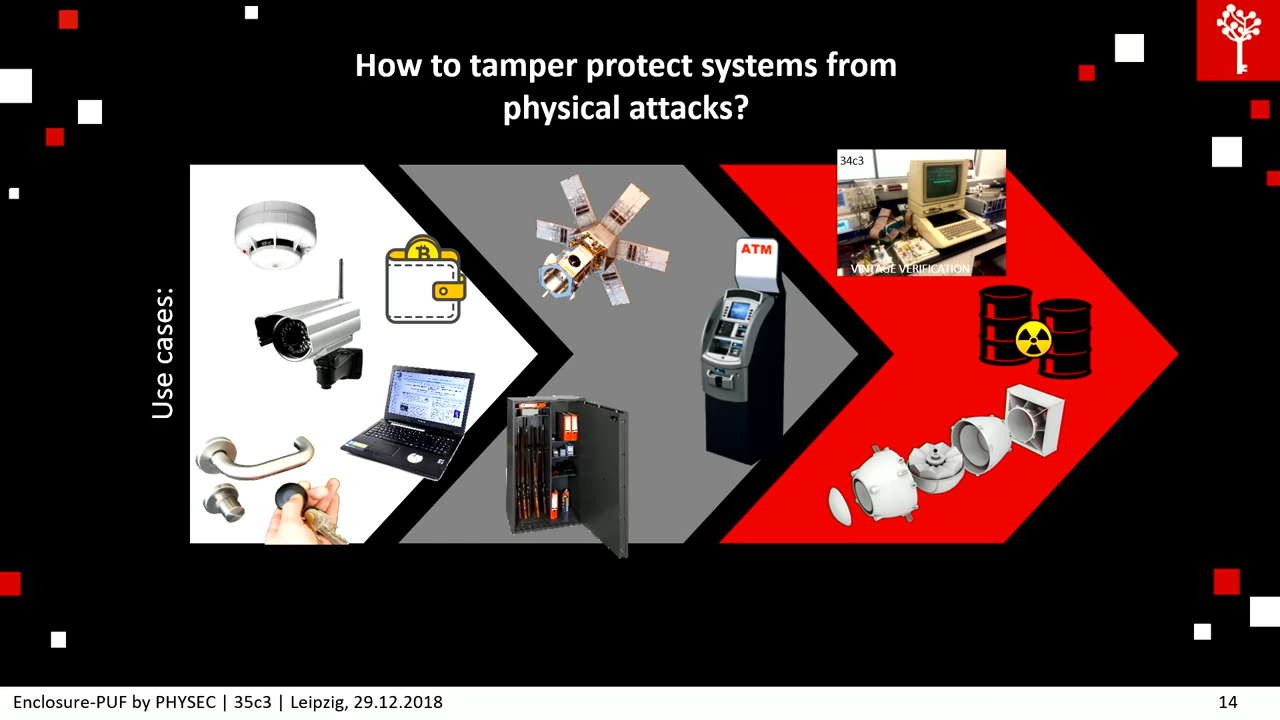 How to tamper protect systems from
physical attacks?
Use cases:
34c3
VINTAGE VERIFICATION
ATM
Enclosure-PUF by PHYSEC | 35c3 | Leipzig, 29.12.2018
14